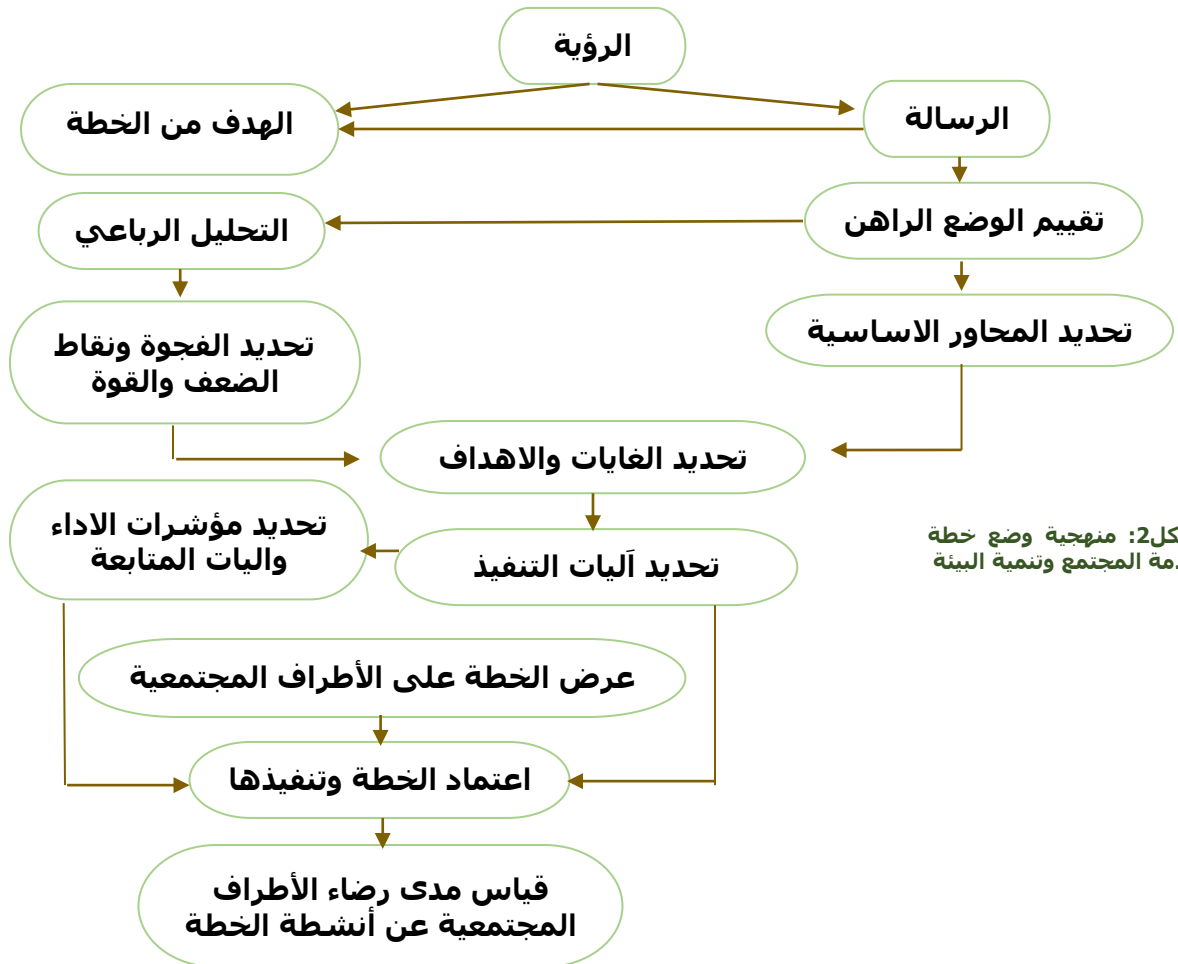 الرؤية
الرسالة
الهدف من الخطة
تقييم الوضع الراهن
التحليل الرباعي
تحديد المحاور الاساسية
تحديد الفجوة ونقاط
الضعف والقوة
تحديد الغايات والاهداف
تحديد آليات التنفيذ
تحديد مؤشرات الاداء
واليات المتابعة
كل2: منهجية وضع خطة
دمة المجتمع وتنمية البيئة
عرض الخطة على الأطراف المجتمعية
اعتماد الخطة وتنفيذها
قياس مدى رضاء الأطراف
المجتمعية عن أنشطة الخطة